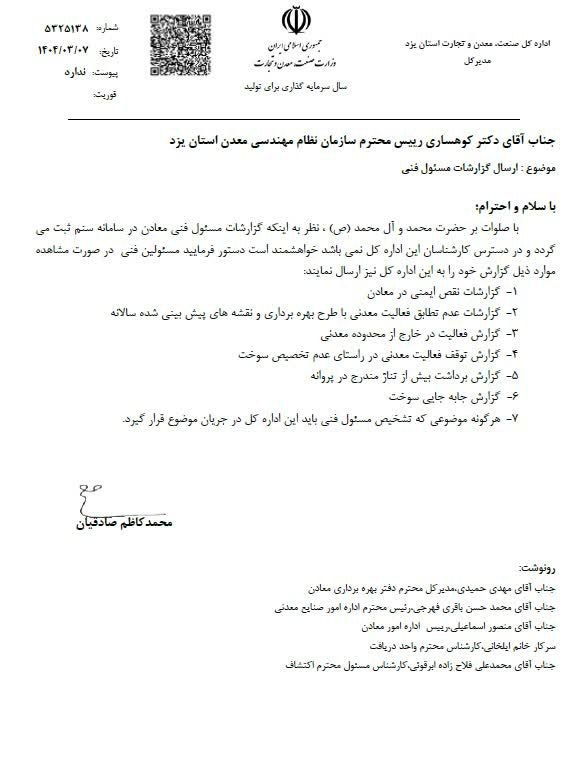 شماره: ۵۳۲۵۱۳۸
تاریخ: ۱۴۰۴/۰۳/۰۷
پیوست: ندارد
فوریت:
جمهوری اسلامی ایران
وزارت صنعت، معدن و تجارت
سال سرمایه گذاری برای تولید
اداره کل صنعت، معدن و تجارت استان یزد
مدیرکل
جناب آقای دکتر کوهساری رییس محترم سازمان نظام مهندسی معدن استان یزد
موضوع : ارسال گزارشات مسئول فنی
با سلام و احترام؛
با صلوات بر حضرت محمد و آل محمد (ص) ، نظر به اینکه گزارشات مسئول فنی معادن در سامانه سنم ثبت می
گردد و در دسترس کارشناسان این اداره کل نمی باشد خواهشمند است دستور فرمایید مسئولین فنی در صورت مشاهده
موارد ذیل گزارش خود را به این اداره کل نیز ارسال نمایند:
۱- گزارشات نقص ایمنی در معادن
۲- گزارشات عدم تطابق فعالیت معدنی با طرح بهره برداری و نقشه های پیش بینی شده سالانه
۳- گزارش فعالیت در خارج از محدوده معدنی
۴- گزارش توقف فعالیت معدنی در راستای عدم تخصیص سوخت
۵- گزارش برداشت بیش از تناژ مندرج در پروانه
۶- گزارش جابه جایی سوخت
۷- هرگونه موضوعی که تشخیص مسئول فنی باید این اداره کل در جریان موضوع قرار گیرد.
محمدکاظم صادقیان
رونوشت:
جناب آقای مهدی حمیدی،مدیرکل محترم دفتر بهره برداری معادن
جناب آقای محمد حسن باقری فهرجی،رئیس محترم اداره امور صنایع معدنی
جناب آقای منصور اسماعیلی،رییس اداره امور معادن
سرکار خانم ایلخانی،کارشناس محترم واحد دریافت
جناب آقای محمدعلی فلاح زاده ابرقوئی،کارشناس مسئول محترم اکتشاف